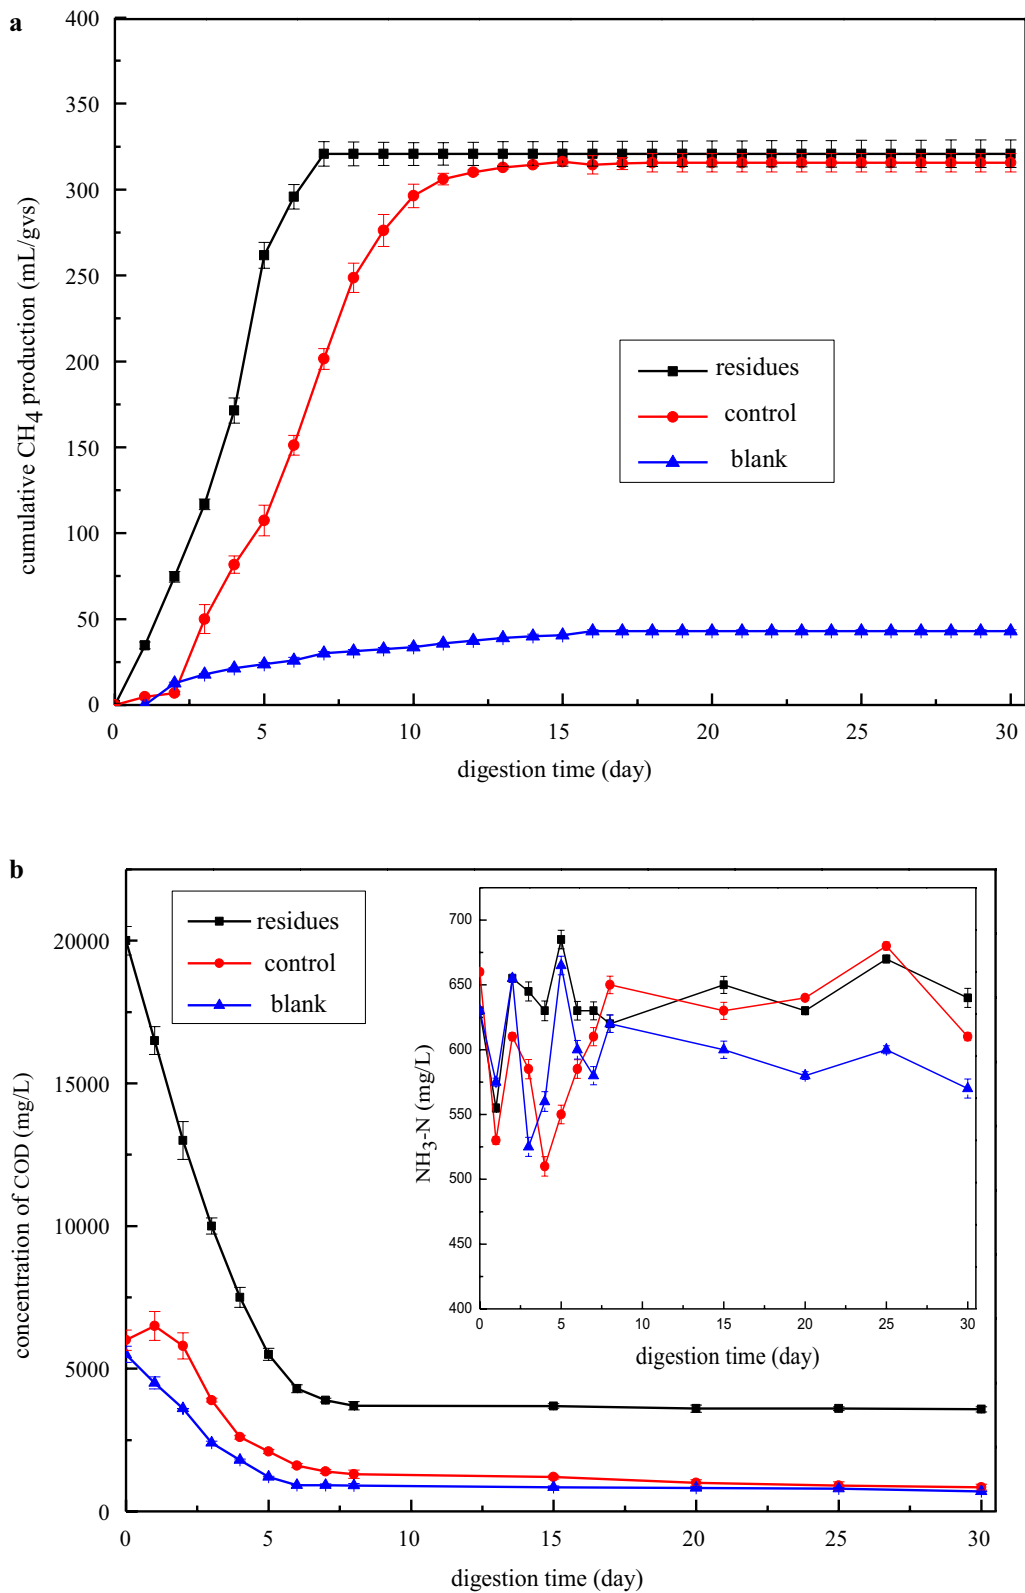 a
400
350
300
250
200
150
100
50
0
cumulative CH4 production (mL/gvs)
residues
control
blank
0 5 10 15 20 25 30
digestion time (day)
b
20000
15000
10000
5000
0
concentration of COD (mg/L)
residues
control
blank
700
650
600
550
500
450
400
NH3-N (mg/L)
0 5 10 15 20 25 30
digestion time (day)
0 5 10 15 20 25 30
digestion time (day)